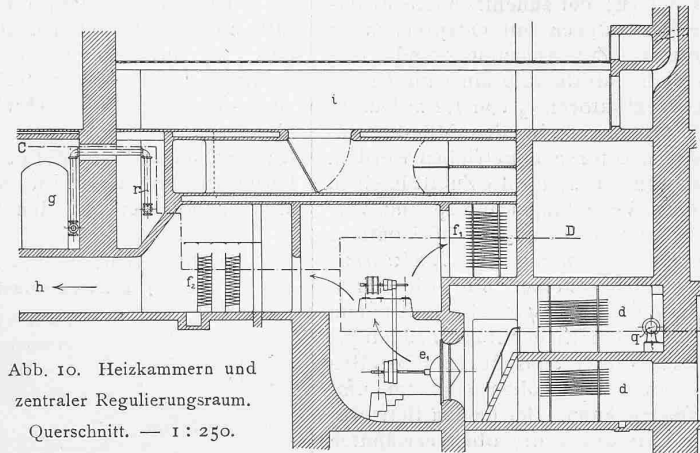 i
C
g
r
f₁
D
h
f₂
d
q
e₁
d
Abb. 10. Heizkammern und
zentraler Regulierungsraum.
Querschnitt. — 1 : 250.